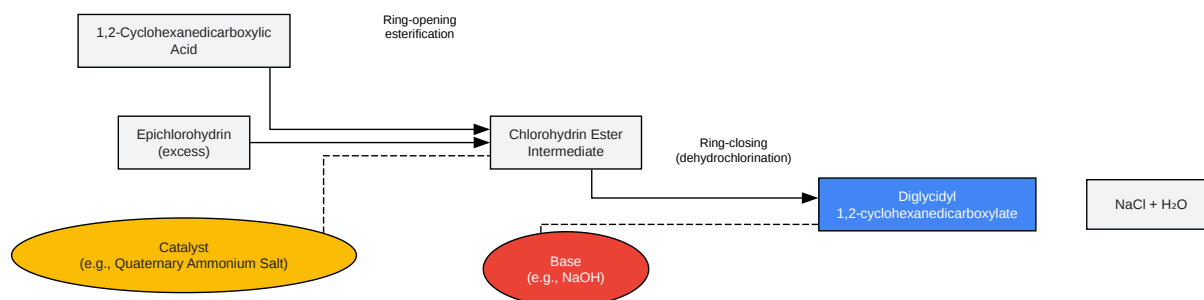 1,2-Cyclohexanedicarboxylic
Acid
Ring-opening
esterification
Epichlorohydrin
(excess)
Chlorohydrin Ester
Intermediate
Ring-closing
(dehydrochlorination)
Diglycidyl
1,2-cyclohexanedicarboxylate
NaCl + H₂O
Catalyst
(e.g., Quaternary Ammonium Salt)
Base
(e.g., NaOH)